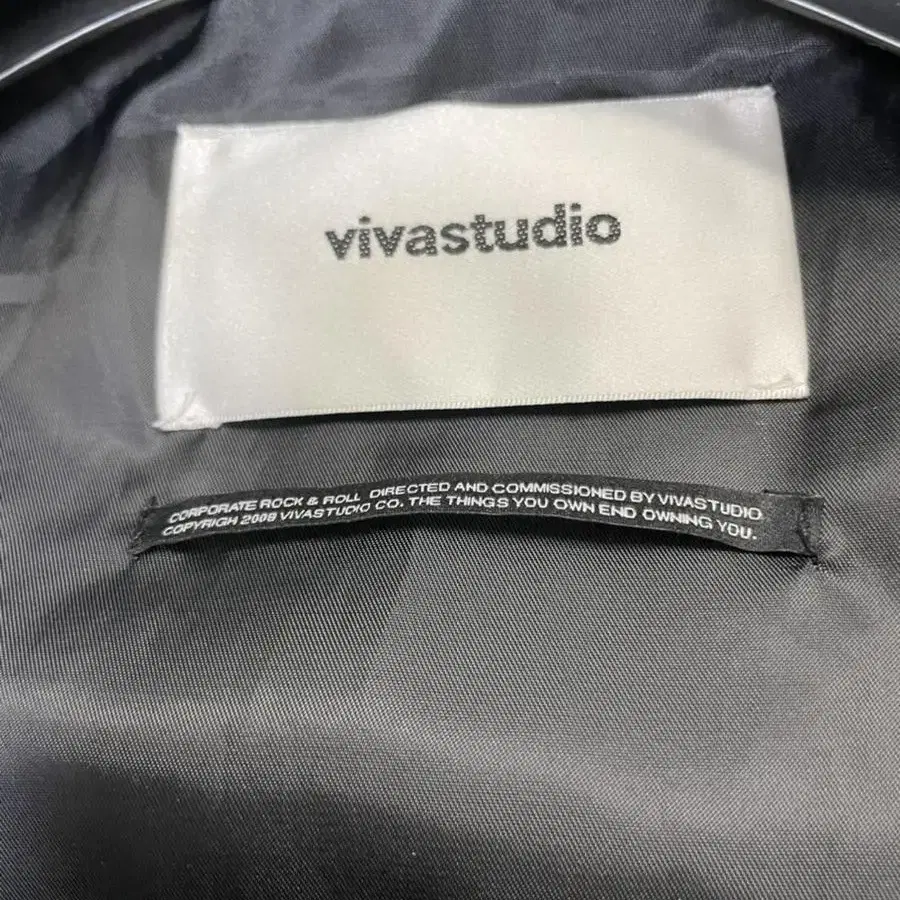 vivastudio
CORPORATE ROCK & ROLL DIRECTED AND COMMISSIONED BY VIVASTUDIO
COPYRIGH 2009 VIVASTUDIO CO. THE THINGS YOU OWN END OWNING YOU.